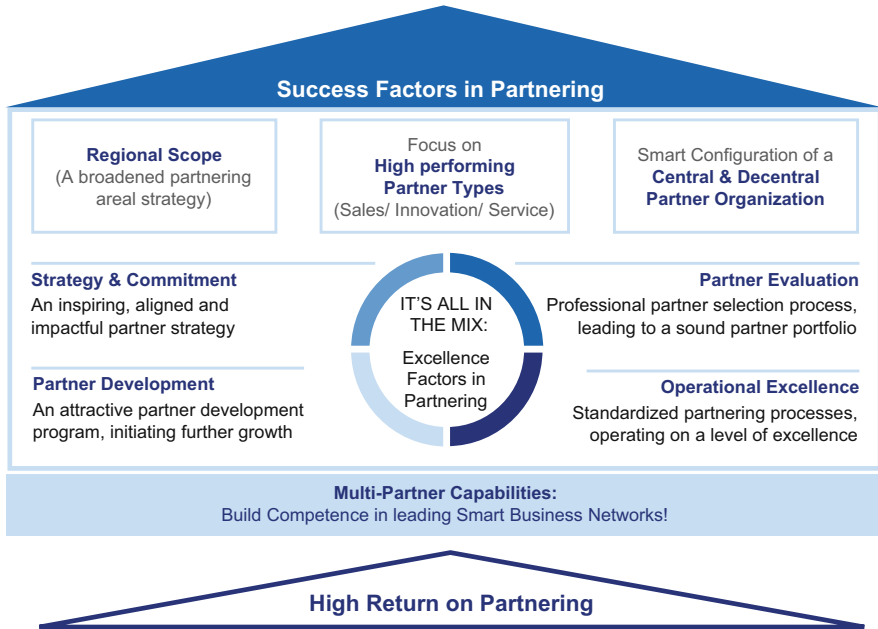 Success Factors in Partnering
Regional Scope
(A broadened partnering
areal strategy)
Focus on
High performing
Partner Types
(Sales/ Innovation/ Service)
Smart Configuration of a
Central & Decentral
Partner Organization
Strategy & Commitment
An inspiring, aligned and
impactful partner strategy
Partner Evaluation
Professional partner selection process,
leading to a sound partner portfolio
IT'S ALL IN
THE MIX:
Excellence
Factors in
Partnering
Partner Development
An attractive partner development
program, initiating further growth
Operational Excellence
Standardized partnering processes,
operating on a level of excellence
Multi-Partner Capabilities:
Build Competence in leading Smart Business Networks!
High Return on Partnering